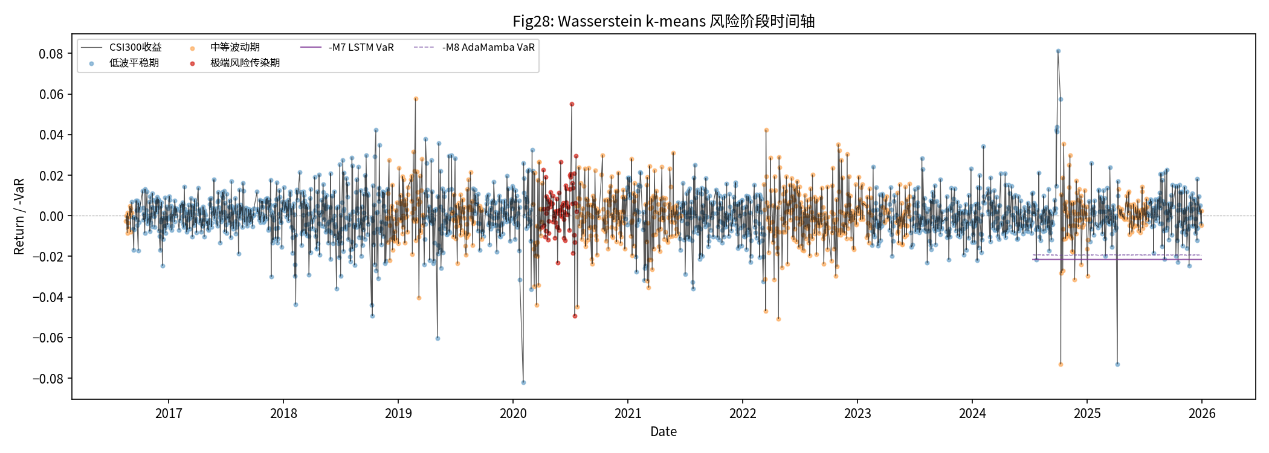 Fig28: Wasserstein k-means 风险阶段时间轴
CSI300收益
低波平稳期
中等波动期
极端风险传染期
-M7 LSTM VaR
-M8 AdaMamba VaR
Return / -VaR
0.08
0.06
0.04
0.02
0.00
−0.02
−0.04
−0.06
−0.08
2017 2018 2019 2020 2021 2022 2023 2024 2025 2026
Date